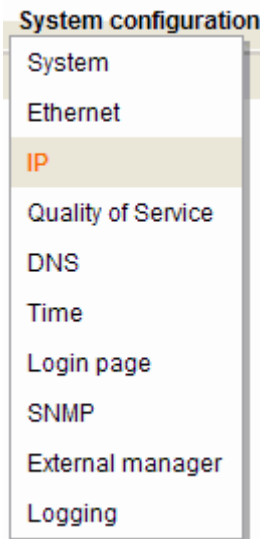 System configuration
System
Ethernet
IP
Quality of Service
DNS
Time
Login page
SNMP
External manager
Logging